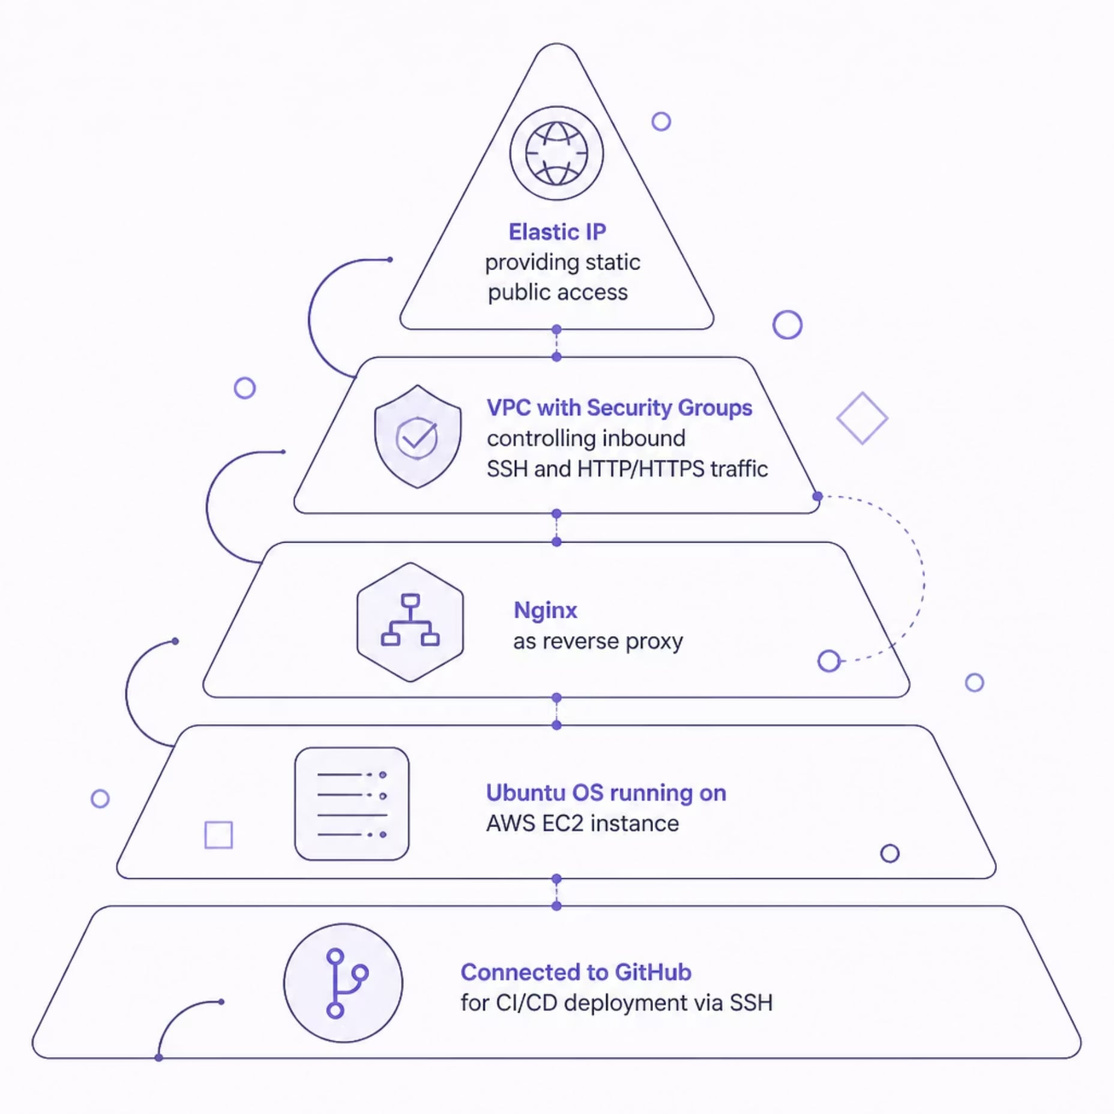 Elastic IP
providing static
public access
VPC with Security Groups
controlling inbound
SSH and HTTP/HTTPS traffic
Nginx
as reverse proxy
Ubuntu OS running on
AWS EC2 instance
Connected to GitHub
for CI/CD deployment via SSH